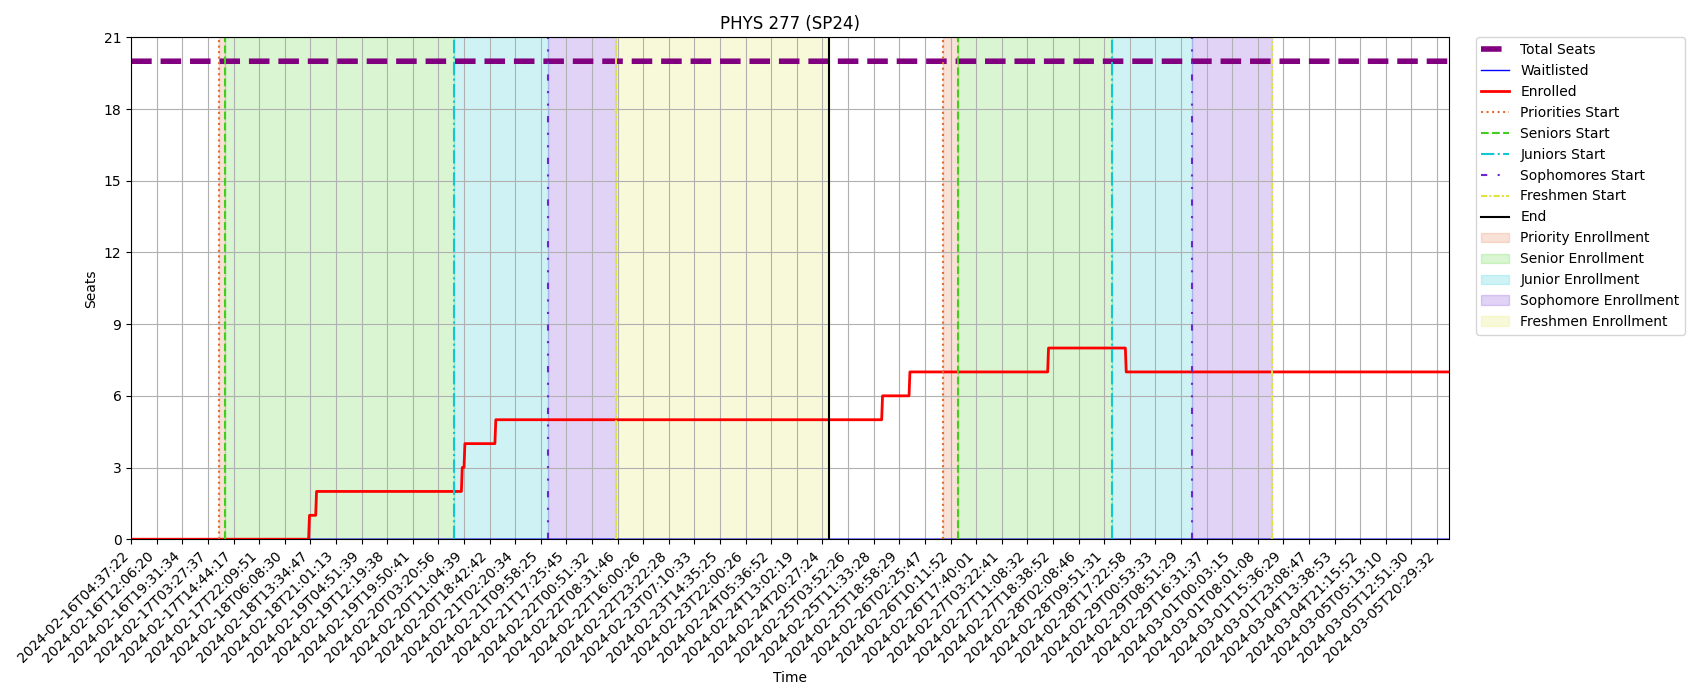 PHYS 277 (SP24)
21
18
15
12
9
6
3
0
Seats
2024-02-16T04:37:22
2024-02-16T12:06:20
2024-02-16T19:31:34
2024-02-17T03:27:37
2024-02-17T14:44:17
2024-02-17T22:09:51
2024-02-18T06:08:30
2024-02-18T13:34:47
2024-02-18T21:01:13
2024-02-19T04:51:39
2024-02-19T12:19:38
2024-02-19T19:50:41
2024-02-20T03:20:56
2024-02-20T11:04:39
2024-02-20T18:42:42
2024-02-21T02:20:34
2024-02-21T09:58:25
2024-02-21T17:25:45
2024-02-22T00:51:32
2024-02-22T08:31:46
2024-02-22T16:00:26
2024-02-22T23:22:28
2024-02-23T07:10:33
2024-02-23T14:35:25
2024-02-23T22:00:26
2024-02-24T05:36:52
2024-02-24T13:02:19
2024-02-24T20:27:24
2024-02-25T03:52:26
2024-02-25T11:33:28
2024-02-25T18:58:29
2024-02-26T02:25:47
2024-02-26T10:11:52
2024-02-26T17:40:01
2024-02-27T03:22:41
2024-02-27T11:08:32
2024-02-27T18:38:52
2024-02-28T02:08:46
2024-02-28T09:51:31
2024-02-28T17:22:58
2024-02-29T00:53:33
2024-02-29T08:51:29
2024-02-29T16:31:37
2024-03-01T00:03:15
2024-03-01T08:01:08
2024-03-01T15:36:29
2024-03-01T23:08:47
2024-03-04T13:38:53
2024-03-04T21:15:52
2024-03-05T05:13:10
2024-03-05T12:51:30
2024-03-05T20:29:32
Time
Total Seats
Waitlisted
Enrolled
Priorities Start
Seniors Start
Juniors Start
Sophomores Start
Freshmen Start
End
Priority Enrollment
Senior Enrollment
Junior Enrollment
Sophomore Enrollment
Freshmen Enrollment